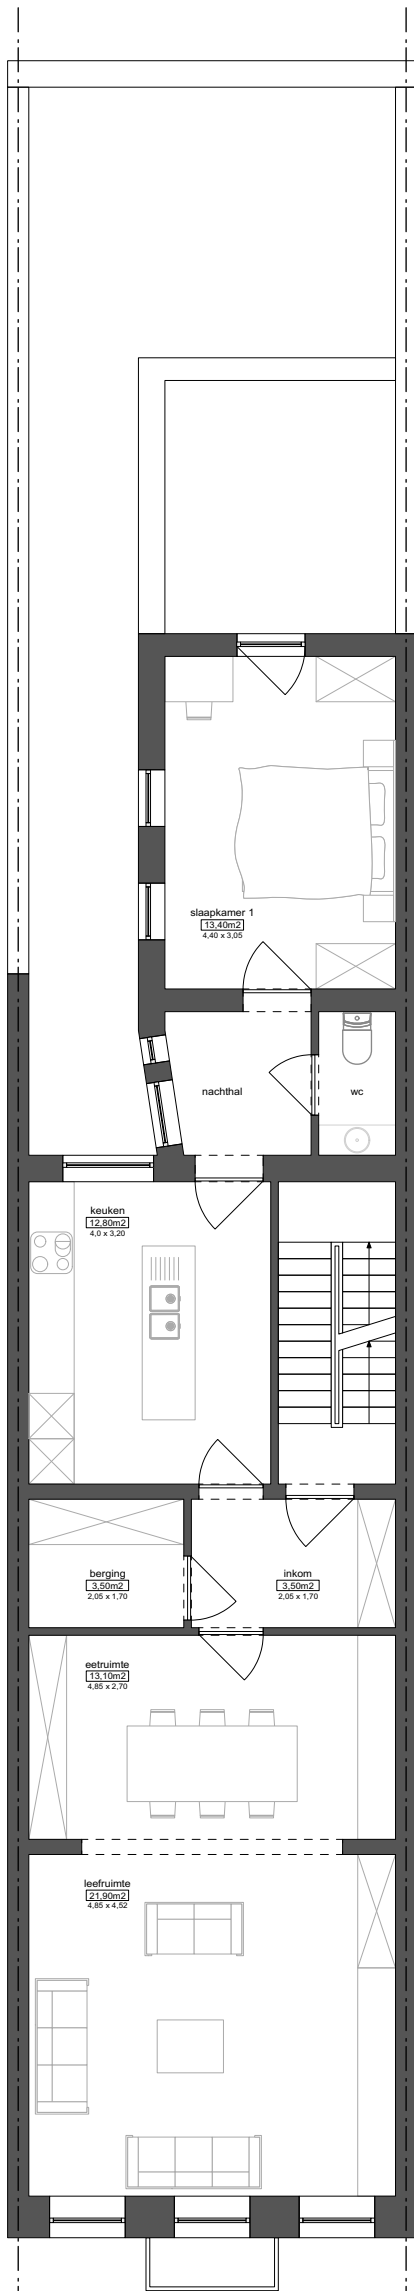 slaapkamer 1
13,40m2
4,40 x 3,05
nachthal
wc
keuken
12,80m2
4,0 x 3,20
berging
3,50m2
2,05 x 1,70
inkom
3,50m2
2,05 x 1,70
eetruimte
13,10m2
4,85 x 2,70
leefruimte
21,90m2
4,85 x 4,52